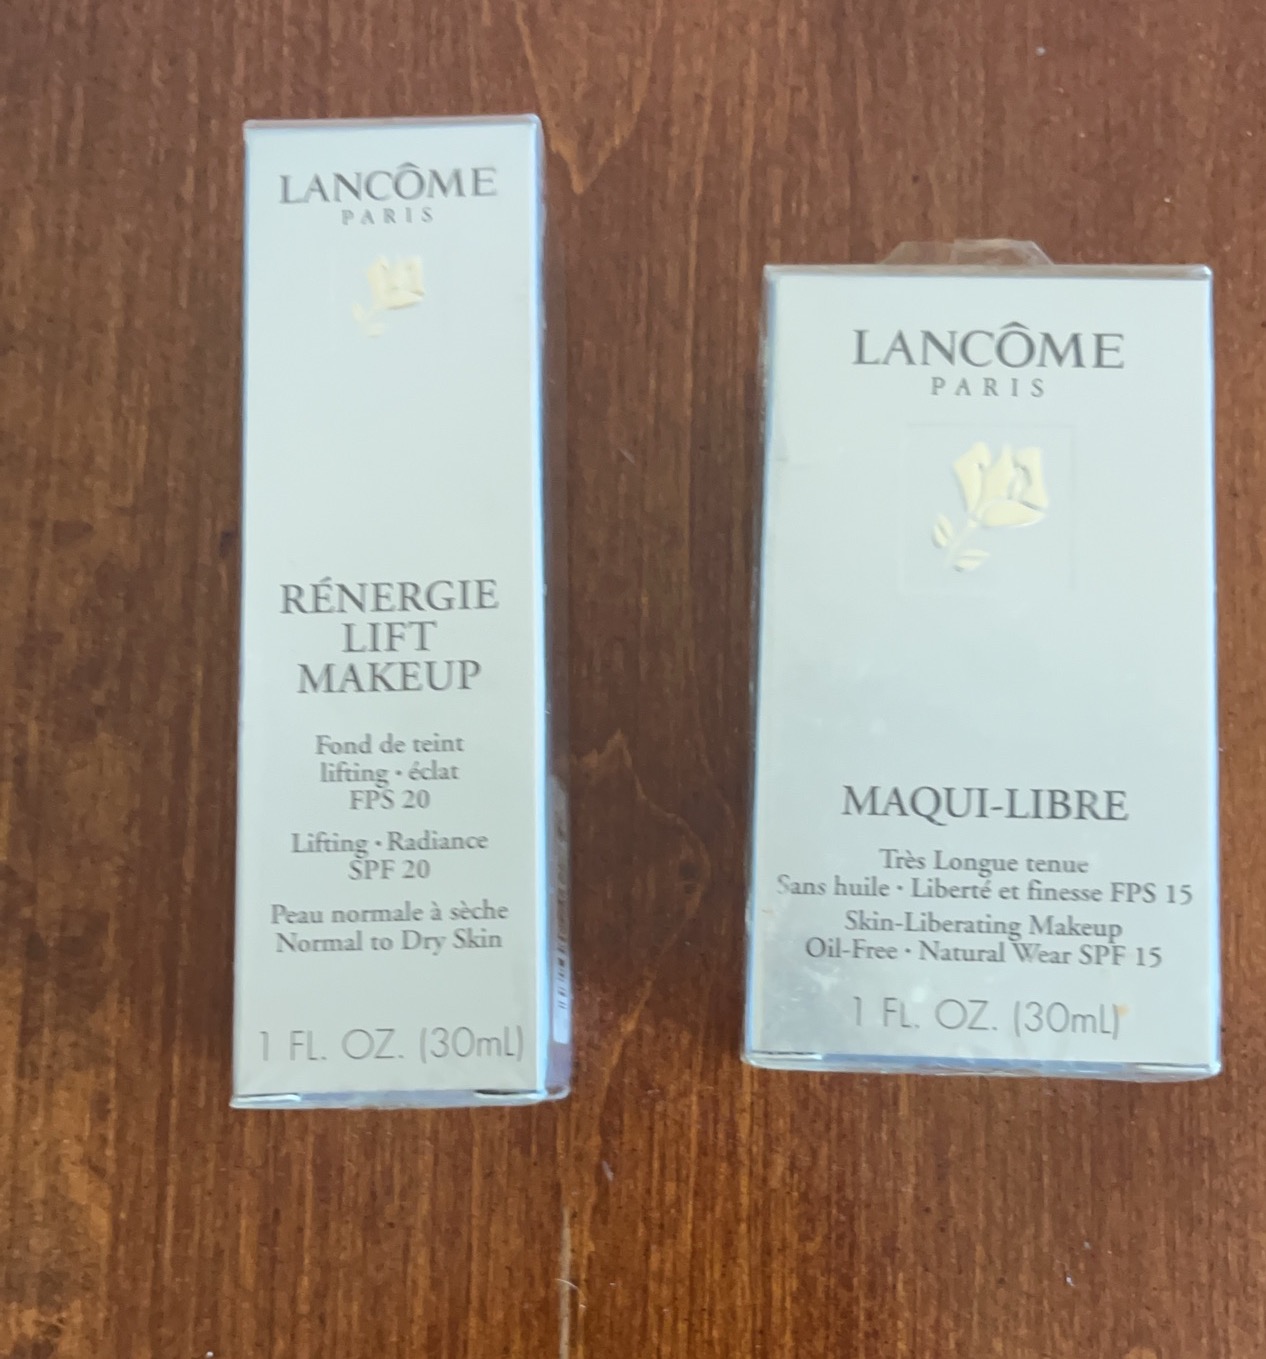 LANCÔME
PARIS
RÉNERGIE
LIFT
MAKEUP
Fond de teint
lifting · éclat
FPS 20
Lifting · Radiance
SPF 20
Peau normale à sèche
Normal to Dry Skin
1 FL. OZ. (30mL)
LANCÔME
PARIS
MAQUI-LIBRE
Très Longue tenue
Sans huile · Liberté et finesse FPS 15
Skin-Liberating Makeup
Oil-Free · Natural Wear SPF 15
1 FL. OZ. (30mL)